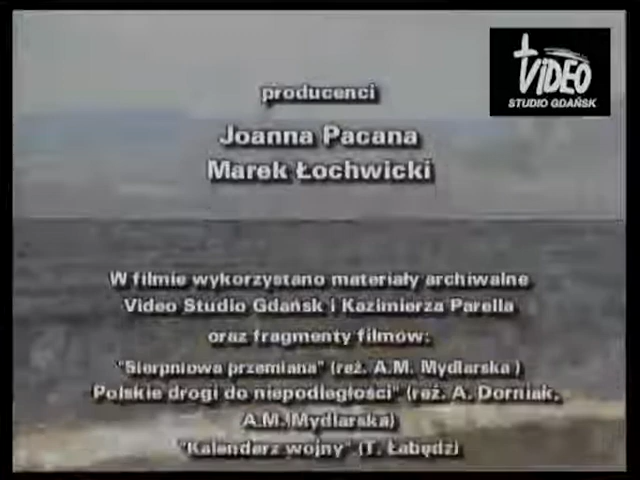 VIDEO
STUDIO GDAŃSK
producenci
Joanna Pacana
Marek Łochwicki
W filmie wykorzystano materiały archiwalne
Video Studio Gdańsk i Kazimierza Parella
oraz fragmenty filmów:
"Sierpniowa przemiana" (reż. A.M. Mydlarska )
Polskie drogi do niepodległości" (reż. A. Dorniak,
A.M. Mydlarska)
"Kalendarz wojny" (T. Łabędź)